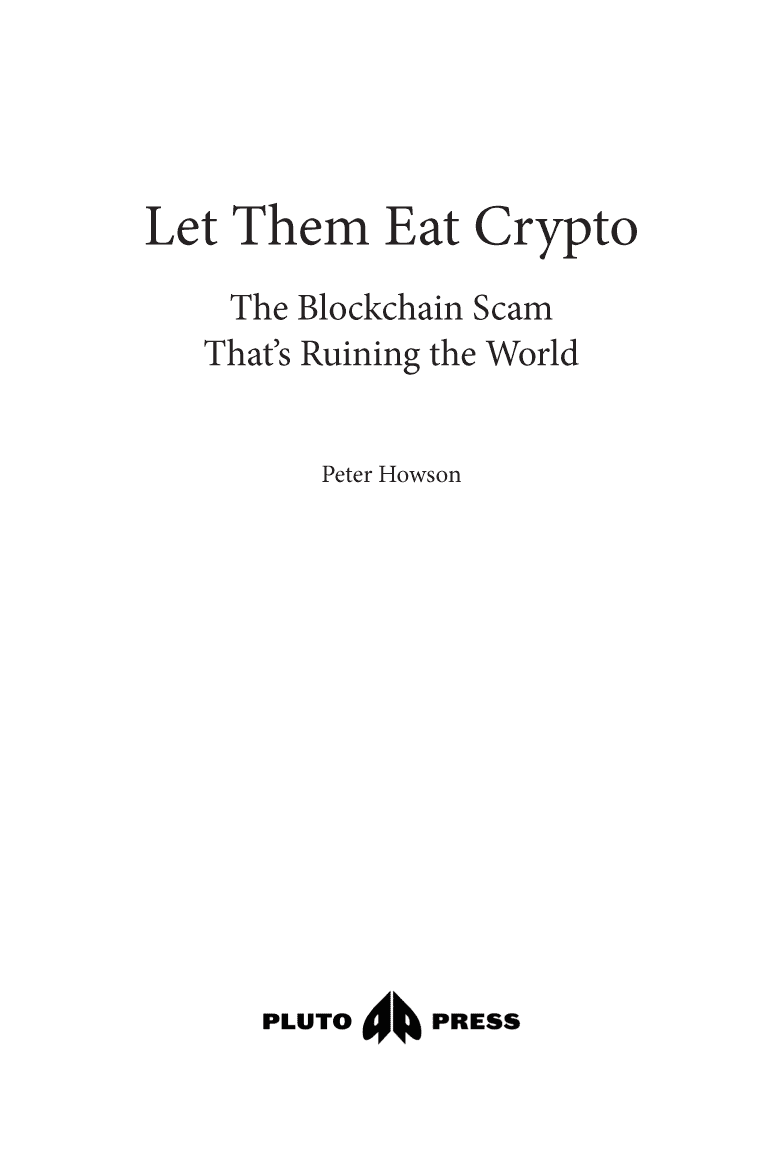 Let Them Eat Crypto
The Blockchain Scam
That’s Ruining the World
Peter Howson
PLUTO PRESS